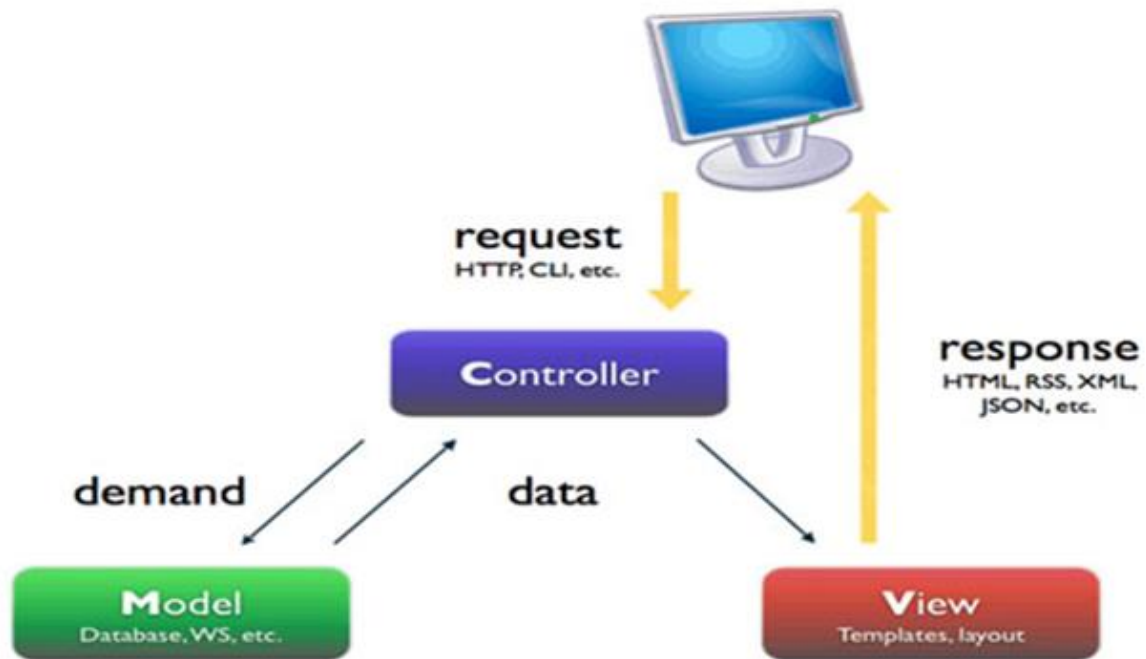 request
HTTP, CLI, etc.
Controller
response
HTML, RSS, XML,
JSON, etc.
demand
data
Model
Database, WS, etc.
View
Templates, layout